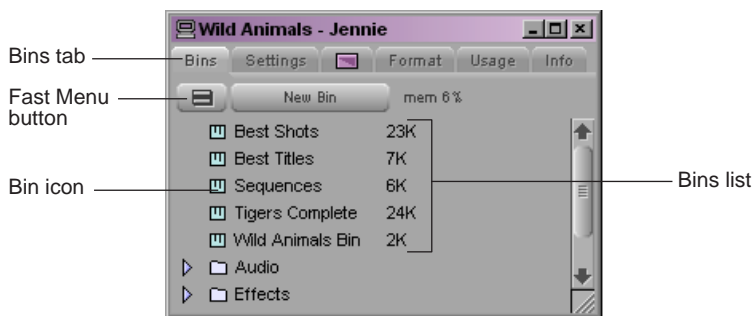 Wild Animals - Jennie
Bins tab
Bins Settings Format Usage Info
Fast Menu
button
New Bin mem 6%
Best Shots 23K
Best Titles 7K
Bin icon
Sequences 6K
Bins list
Tigers Complete 24K
Wild Animals Bin 2K
Audio
Effects